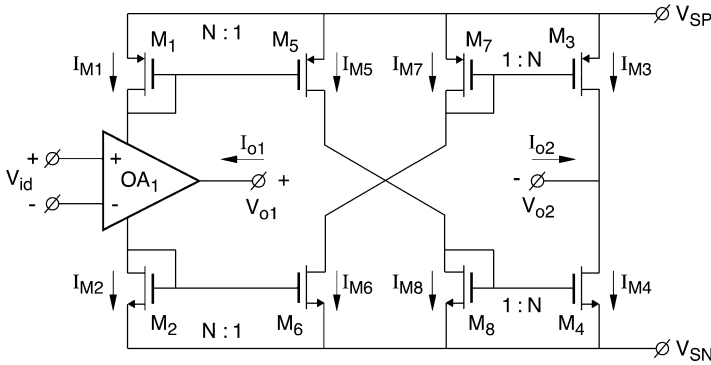 V_SP
N : 1
M_1
M_5
M_7
M_3
1 : N
I_M1
I_M5
I_M7
I_M3
+
+
OA_1
I_o1
I_o2
V_id
+
-
-
-
V_o1
V_o2
I_M2
I_M6
I_M8
I_M4
M_2
N : 1
M_6
M_8
1 : N
M_4
V_SN